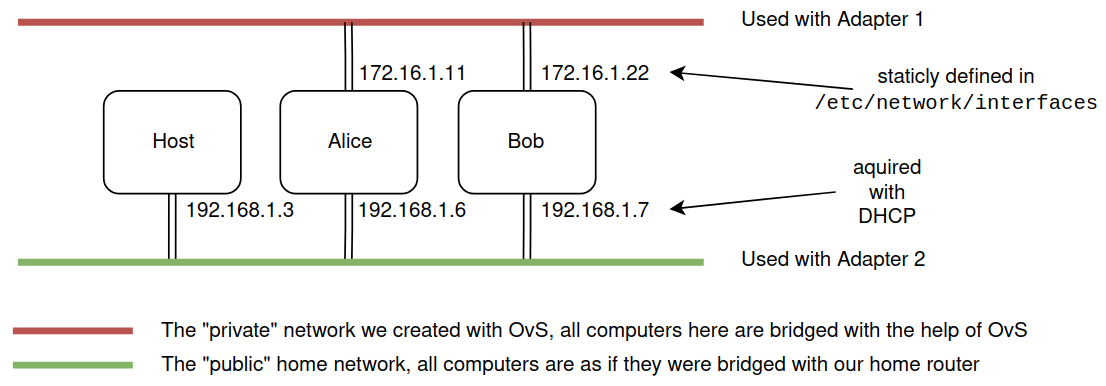 Used with Adapter 1
172.16.1.11
172.16.1.22
staticly defined in
/etc/network/interfaces
Host
Alice
Bob
aquired
with
DHCP
192.168.1.3
192.168.1.6
192.168.1.7
Used with Adapter 2
The "private" network we created with OvS, all computers here are bridged with the help of OvS
The "public" home network, all computers are as if they were bridged with our home router